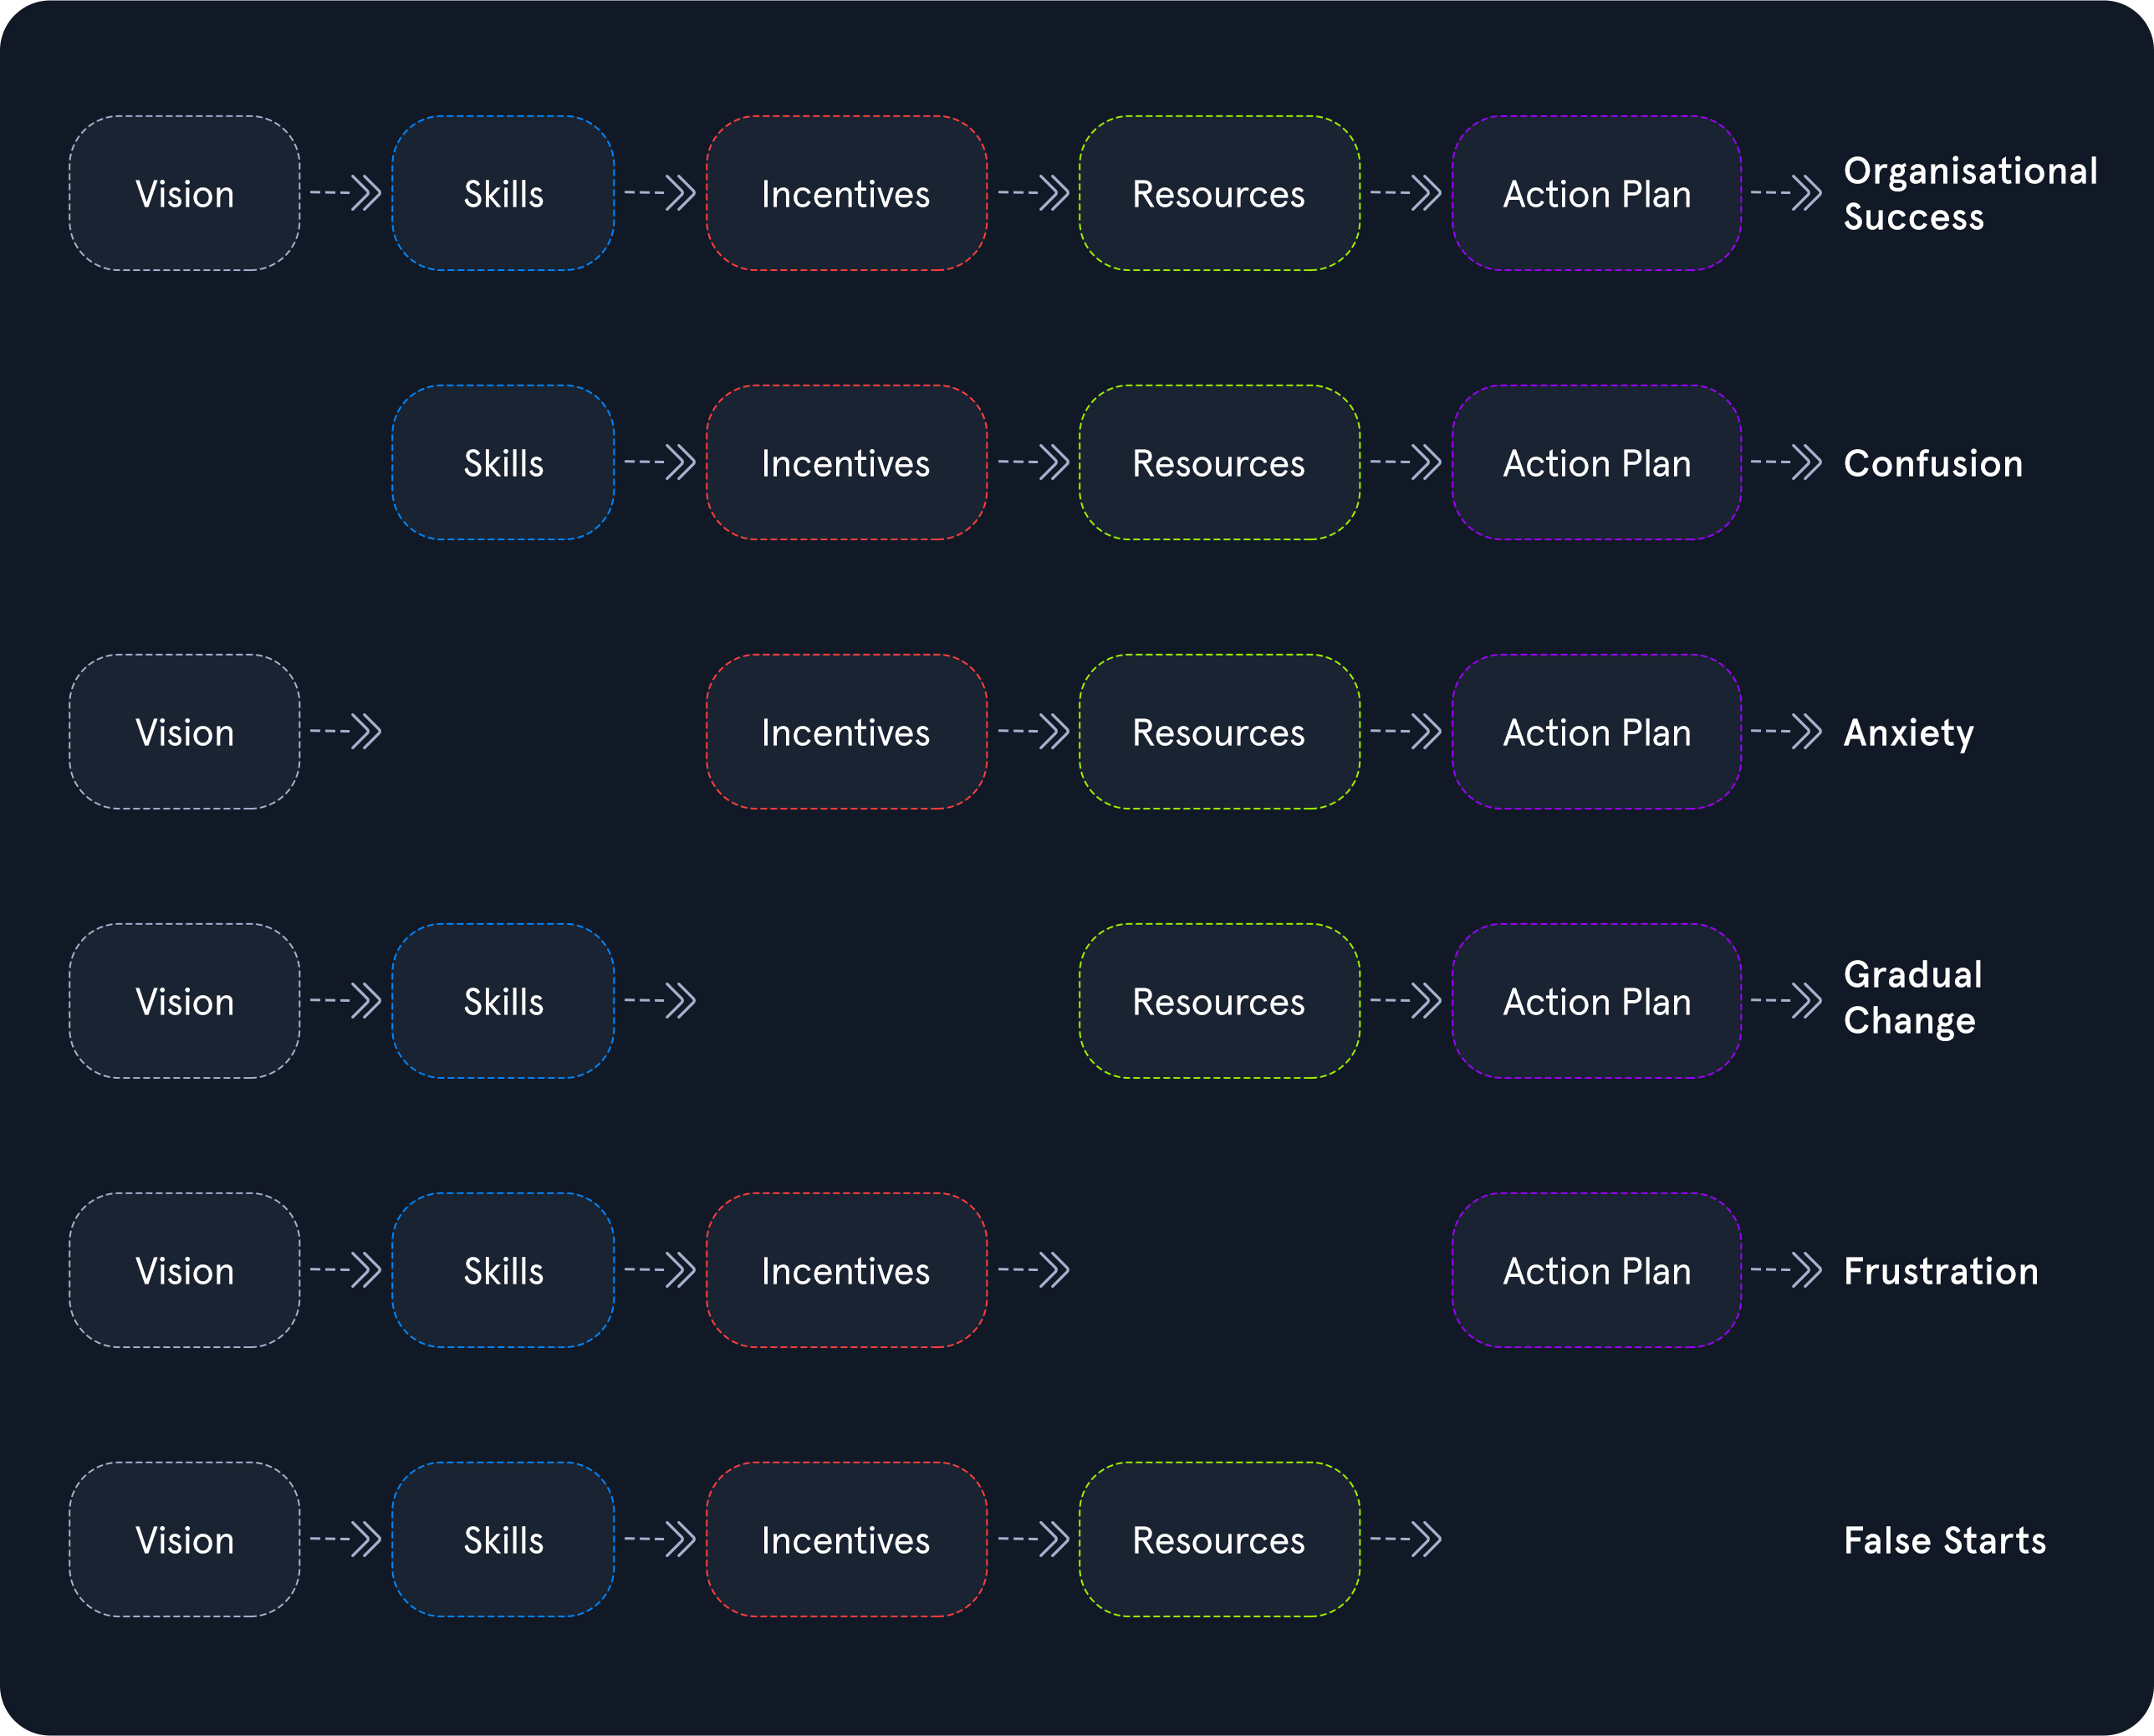 Vision
Skills
Incentives
Resources
Action Plan
Organisational
Success
Skills
Incentives
Resources
Action Plan
Confusion
Vision
Incentives
Resources
Action Plan
Anxiety
Vision
Skills
Resources
Action Plan
Gradual
Change
Vision
Skills
Incentives
Action Plan
Frustration
Vision
Skills
Incentives
Resources
False Starts